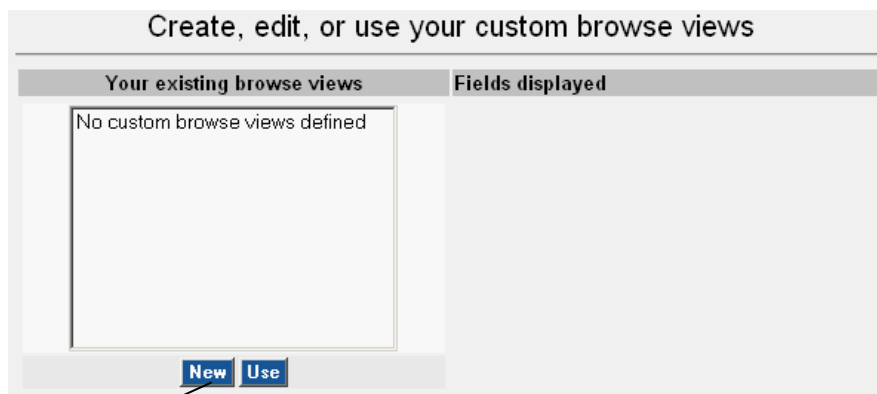 Create, edit, or use your custom browse views
Your existing browse views Fields displayed
No custom browse views defined
New Use